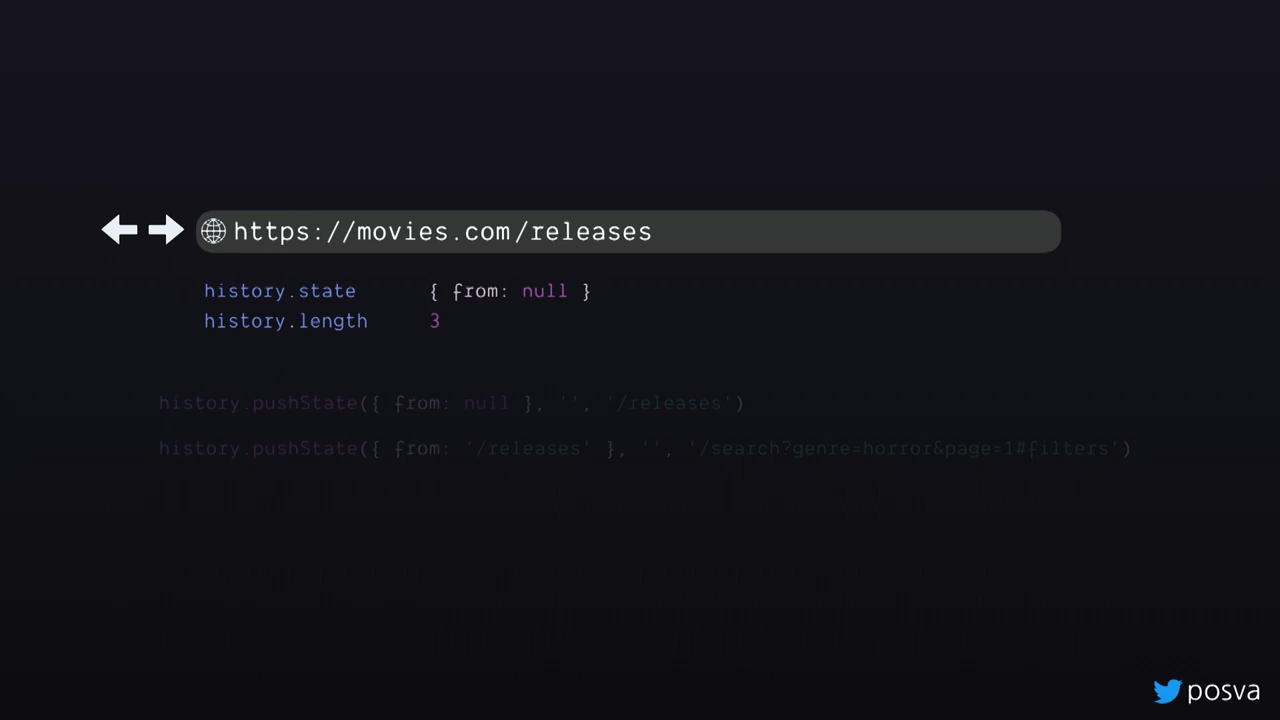 https://movies.com/releases
history.state { from: null }
history.length 3
history.pushState({ from: null }, '', '/releases')
history.pushState({ from: '/releases' }, '', '/search?genre=horror&page=1#filters')
posva